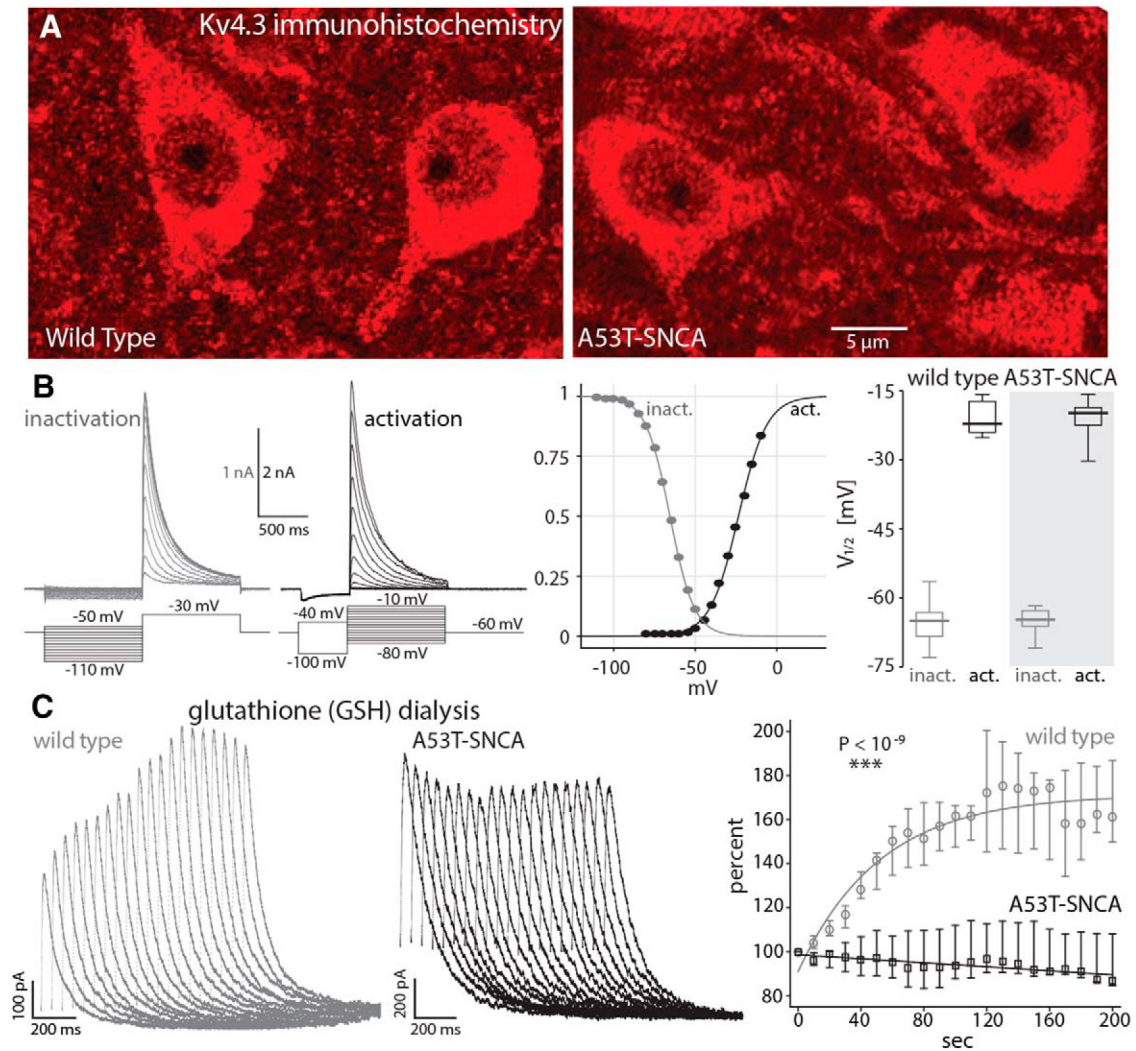 A
Kv4.3 immunohistochemistry
Wild Type
A53T-SNCA
5 µm
B
inactivation
activation
1 nA
2 nA
500 ms
-50 mV
-30 mV
-110 mV
-40 mV
-10 mV
-60 mV
-100 mV
-80 mV
1
0.75
0.5
0.25
0
inact.
act.
-100
-50
0
mV
wild type A53T-SNCA
-15
-30
-45
-60
-75
V1/2 [mV]
inact.
act.
inact.
act.
C
glutathione (GSH) dialysis
wild type
A53T-SNCA
100 pA
200 ms
200 pA
200 ms
200
180
160
140
120
100
80
percent
P < 10⁻⁹
***
wild type
A53T-SNCA
0
40
80
120
160
200
sec